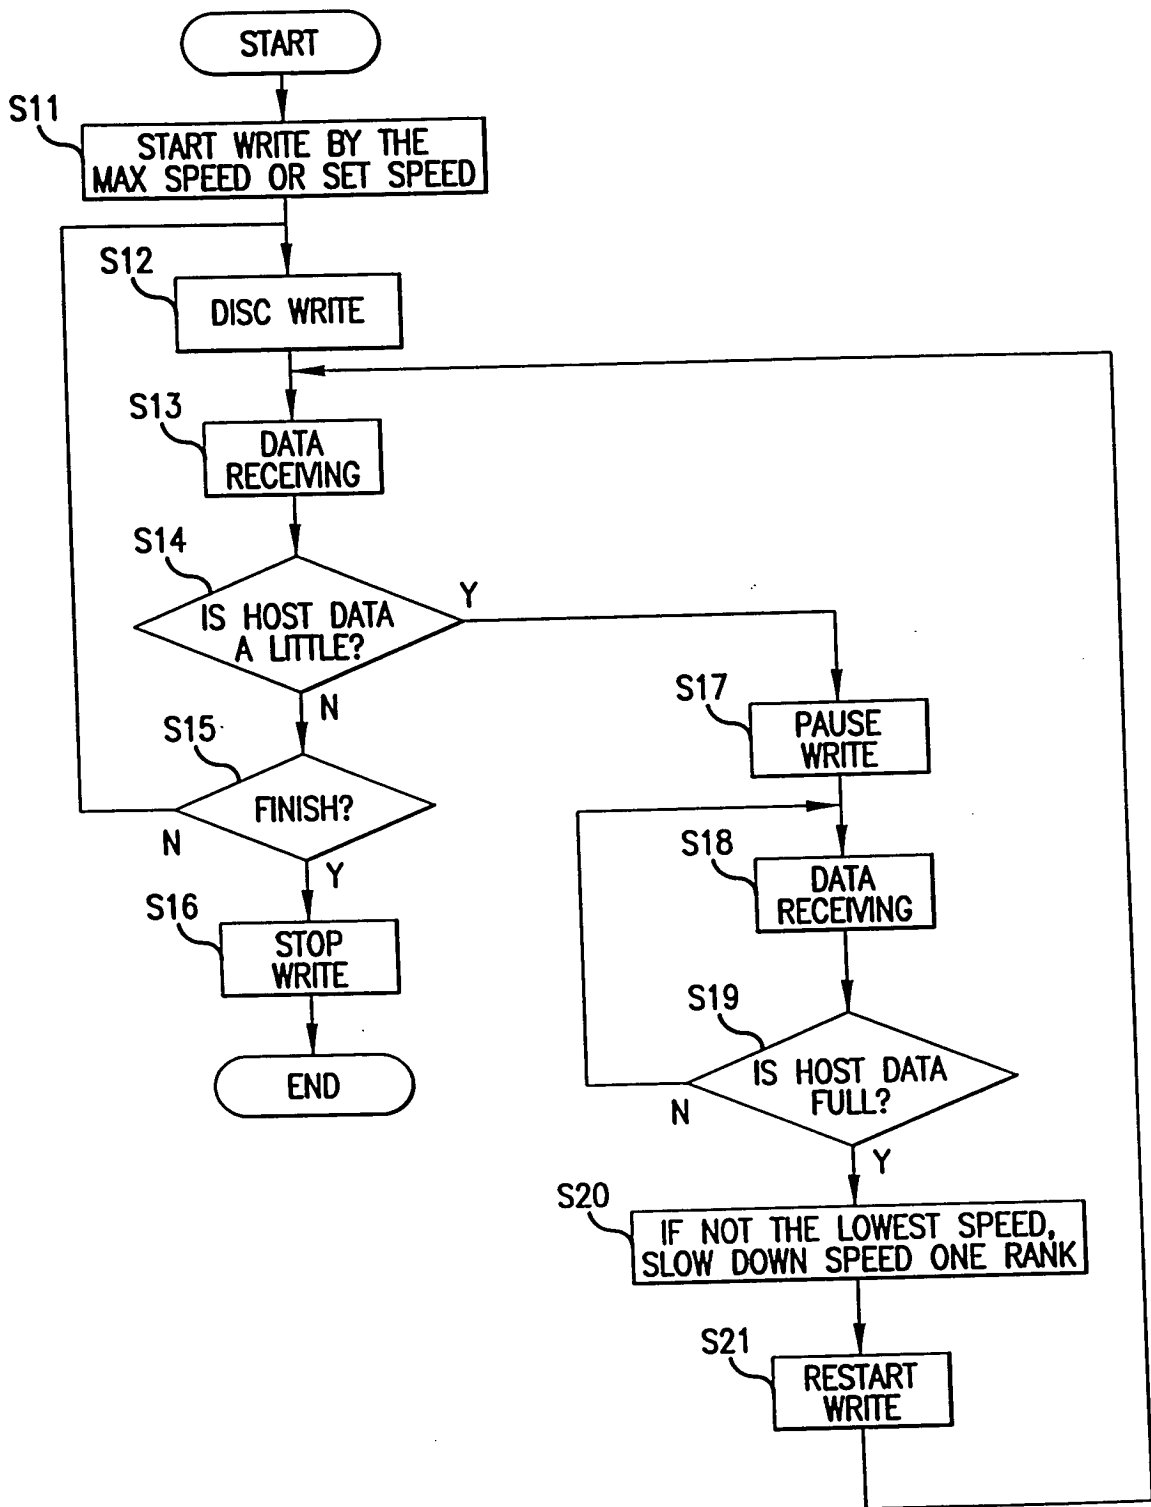 START
S11
START WRITE BY THE
MAX SPEED OR SET SPEED
S12
DISC WRITE
S13
DATA
RECEIVING
S14
IS HOST DATA
A LITTLE?
Y
N
S15
FINISH?
N
Y
S16
STOP
WRITE
END
S17
PAUSE
WRITE
S18
DATA
RECEIVING
S19
IS HOST DATA
FULL?
N
Y
S20
IF NOT THE LOWEST SPEED,
SLOW DOWN SPEED ONE RANK
S21
RESTART
WRITE